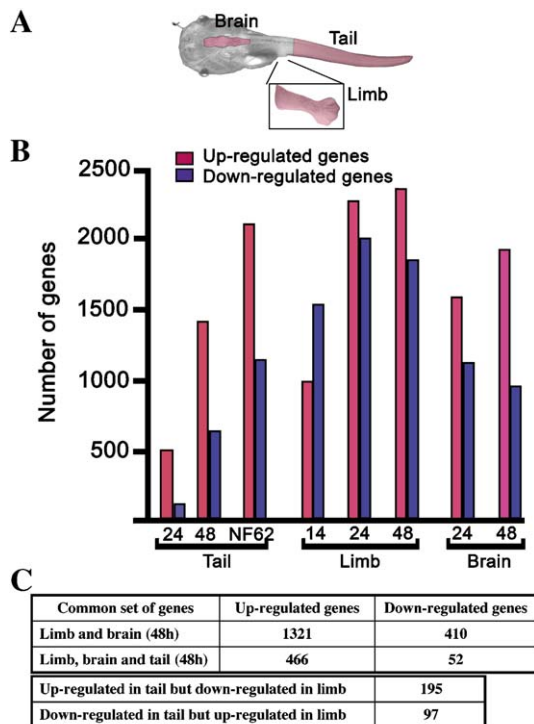 A
Brain
Tail
Limb
B
Up-regulated genes
Down-regulated genes
Number of genes
2500
2000
1500
1000
500
24 48 NF62 14 24 48 24 48
Tail Limb Brain
C
Common set of genes Up-regulated genes Down-regulated genes
Limb and brain (48h) 1321 410
Limb, brain and tail (48h) 466 52
Up-regulated in tail but down-regulated in limb 195
Down-regulated in tail but up-regulated in limb 97